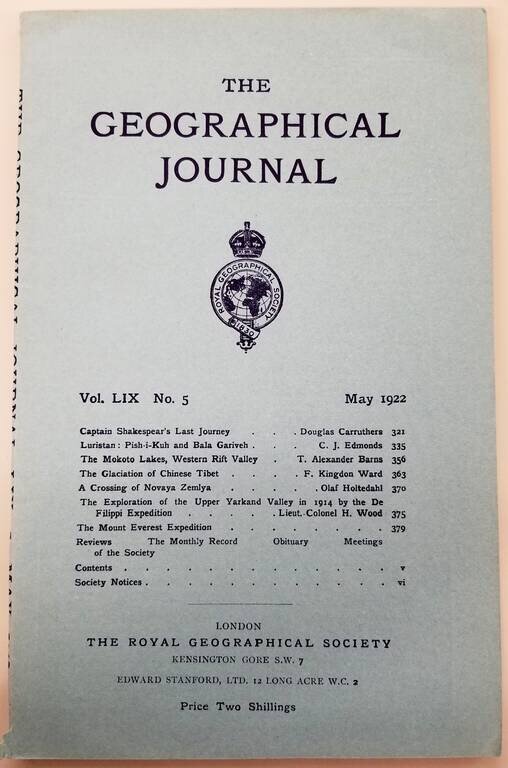 THE
GEOGRAPHICAL
JOURNAL
ROYAL GEOGRAPHICAL SOCIETY
1830
Vol. LIX No. 5 May 1922
Captain Shakespear's Last Journey . . . Douglas Carruthers 321
Luristan: Pish-i-Kuh and Bala Gariveh . . . C. J. Edmonds 335
The Mokoto Lakes, Western Rift Valley . T. Alexander Barns 356
The Glaciation of Chinese Tibet . . . F. Kingdon Ward 363
A Crossing of Novaya Zemlya . . . . Olaf Holtedahl 370
The Exploration of the Upper Yarkand Valley in 1914 by the De
Filippi Expedition . . . . . Lieut.-Colonel H. Wood 375
The Mount Everest Expedition . . . . . . . 379
Reviews The Monthly Record Obituary Meetings
of the Society
Contents . . . . . . . . . . . . v
Society Notices . . . . . . . . . . . vi
LONDON
THE ROYAL GEOGRAPHICAL SOCIETY
KENSINGTON GORE S.W. 7
EDWARD STANFORD, LTD. 12 LONG ACRE W.C. 2
Price Two Shillings
THE GEOGRAPHICAL JOURNAL